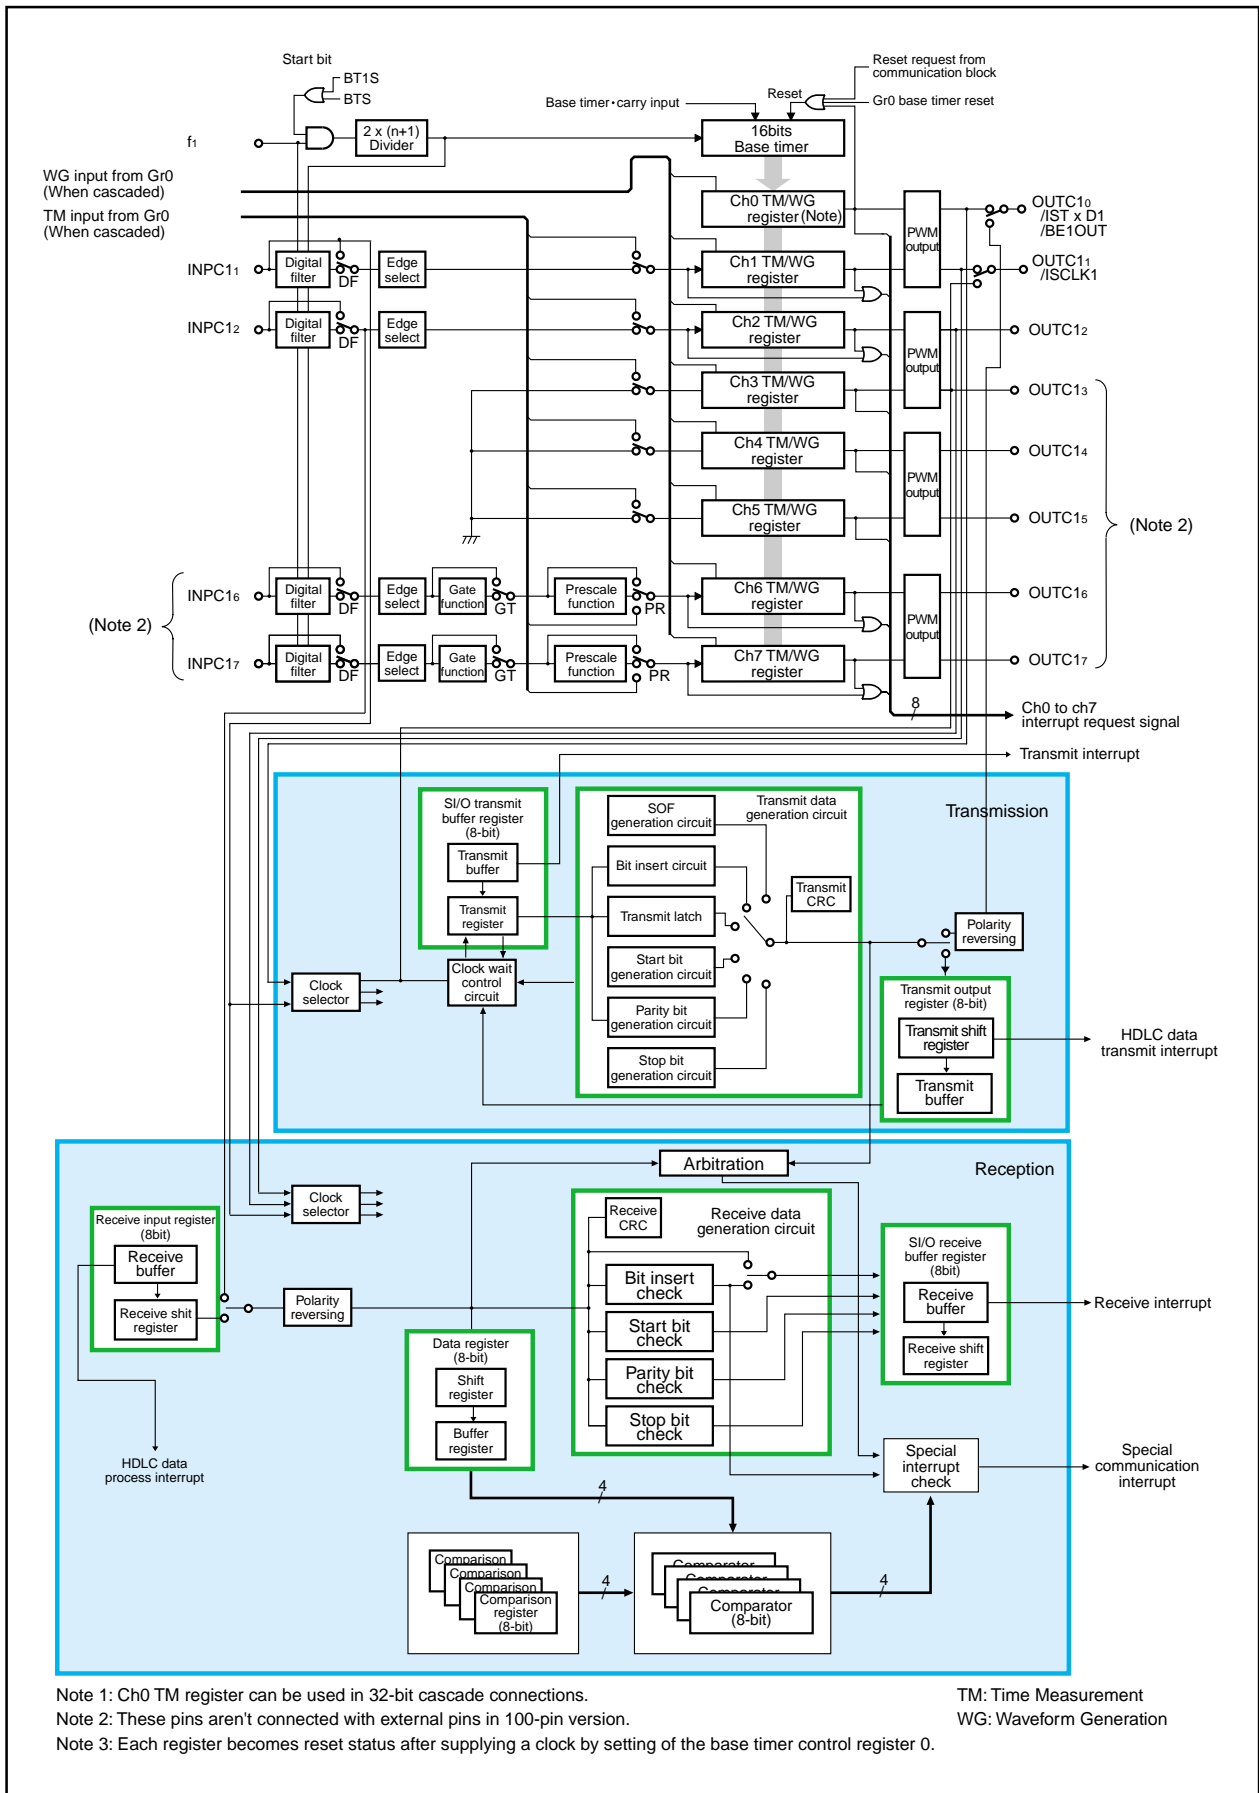 Start bit
BT1S
BTS
Reset request from
communication block
Reset
Gr0 base timer reset
Base timer・carry input
f1
2 x (n+1)
Divider
16bits
Base timer
WG input from Gr0
(When cascaded)
TM input from Gr0
(When cascaded)
Ch0 TM/WG
register (Note)
PWM
output
OUTC10
/IST x D1
/BE1OUT
INPC11
Digital
filter
DF
Edge
select
Ch1 TM/WG
register
OUTC11
/ISCLK1
INPC12
Digital
filter
DF
Edge
select
Ch2 TM/WG
register
PWM
output
OUTC12
Ch3 TM/WG
register
OUTC13
Ch4 TM/WG
register
PWM
output
OUTC14
Ch5 TM/WG
register
OUTC15
(Note 2)
(Note 2)
INPC16
Digital
filter
DF
Edge
select
Gate
function
GT
Prescale
function
PR
Ch6 TM/WG
register
PWM
output
OUTC16
INPC17
Digital
filter
DF
Edge
select
Gate
function
GT
Prescale
function
PR
Ch7 TM/WG
register
OUTC17
8
Ch0 to ch7
interrupt request signal
Transmit interrupt
Transmission
SI/O transmit
buffer register
(8-bit)
Transmit
buffer
Transmit
register
Clock wait
control
circuit
Clock
selector
Transmit data
generation circuit
SOF
generation circuit
Bit insert circuit
Transmit latch
Start bit
generation circuit
Parity bit
generation circuit
Stop bit
generation circuit
Transmit
CRC
Polarity
reversing
Transmit output
register (8-bit)
Transmit shift
register
Transmit
buffer
HDLC data
transmit interrupt
Reception
Arbitration
Clock
selector
Receive input register
(8bit)
Receive
buffer
Receive shit
register
Polarity
reversing
Receive data
generation circuit
Receive
CRC
Bit insert
check
Start bit
check
Parity bit
check
Stop bit
check
SI/O receive
buffer register
(8bit)
Receive
buffer
Receive shift
register
Receive interrupt
Data register
(8-bit)
Shift
register
Buffer
register
HDLC data
process interrupt
Special
interrupt
check
Special
communication
interrupt
4
Comparison
Comparison
Comparison
Comparison
register
(8-bit)
4
Comparator
Comparator
Comparator
Comparator
(8-bit)
4
Note 1: Ch0 TM register can be used in 32-bit cascade connections.
Note 2: These pins aren't connected with external pins in 100-pin version.
Note 3: Each register becomes reset status after supplying a clock by setting of the base timer control register 0.
TM: Time Measurement
WG: Waveform Generation